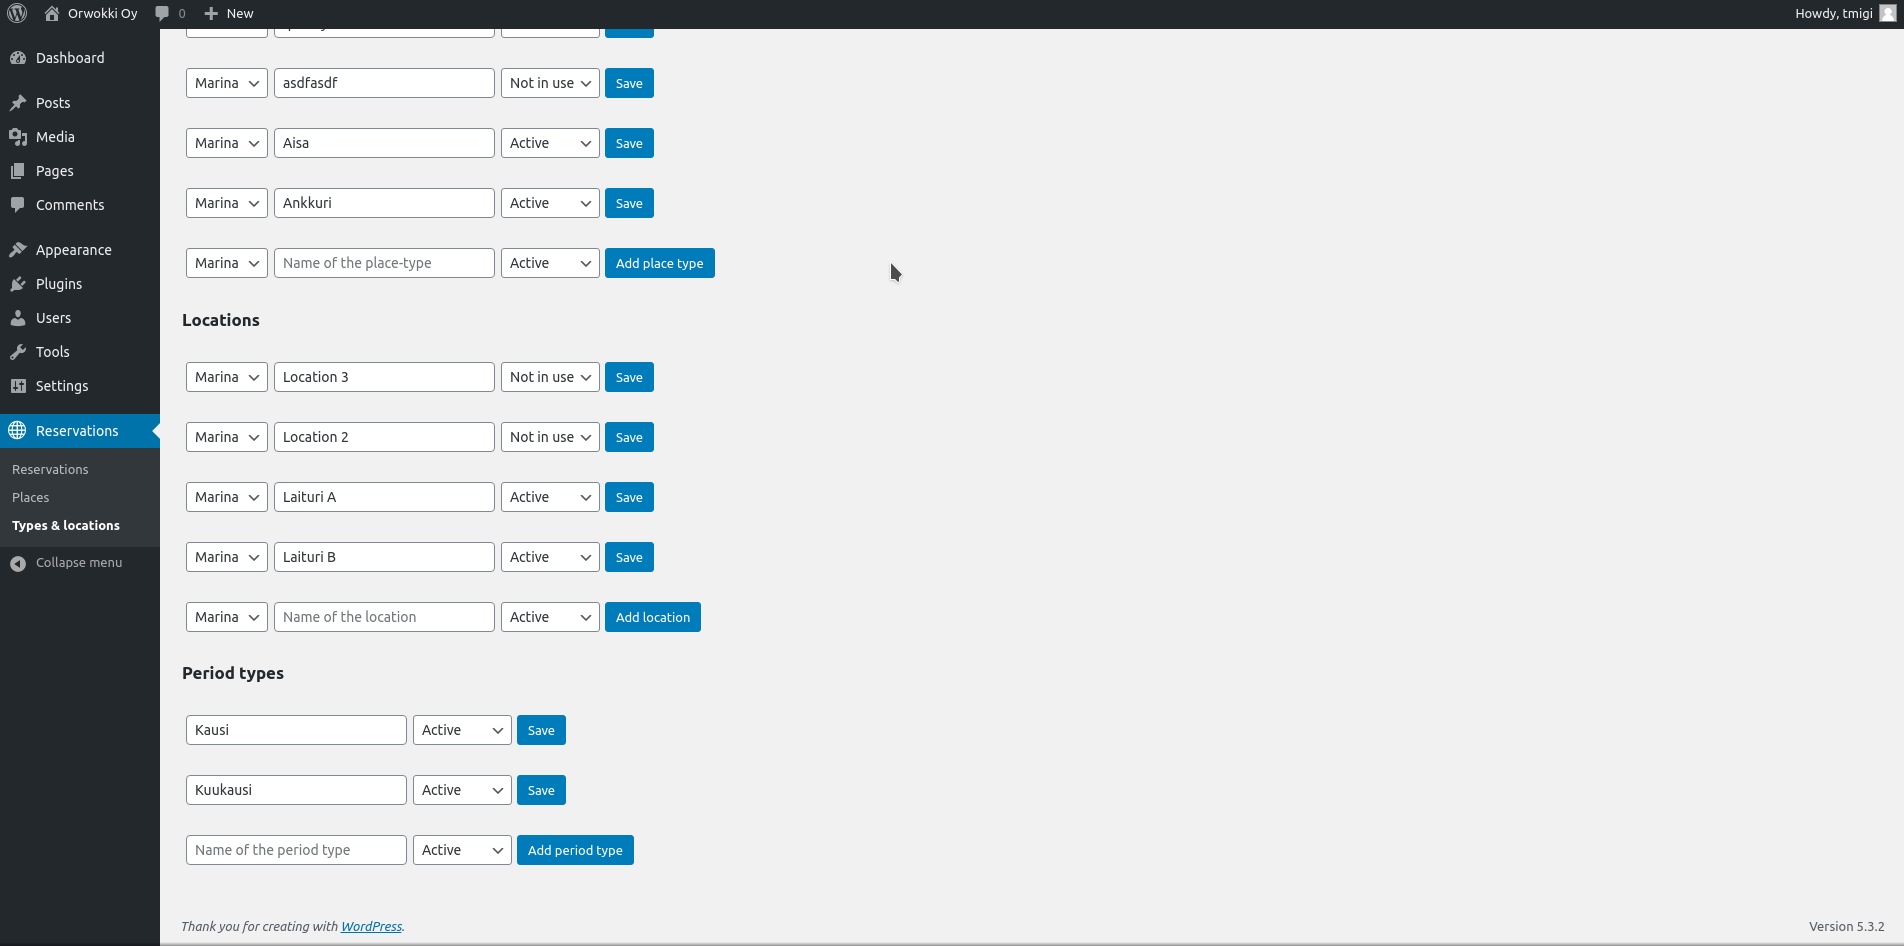 Orwokki Oy 0 New Howdy, tmigi
Dashboard
Posts
Media
Pages
Comments
Appearance
Plugins
Users
Tools
Settings
Reservations
Reservations
Places
Types & locations
Collapse menu
Marina asdfasdf Not in use Save
Marina Aisa Active Save
Marina Ankkuri Active Save
Marina Name of the place-type Active Add place type
Locations
Marina Location 3 Not in use Save
Marina Location 2 Not in use Save
Marina Laituri A Active Save
Marina Laituri B Active Save
Marina Name of the location Active Add location
Period types
Kausi Active Save
Kuukausi Active Save
Name of the period type Active Add period type
Thank you for creating with WordPress. Version 5.3.2